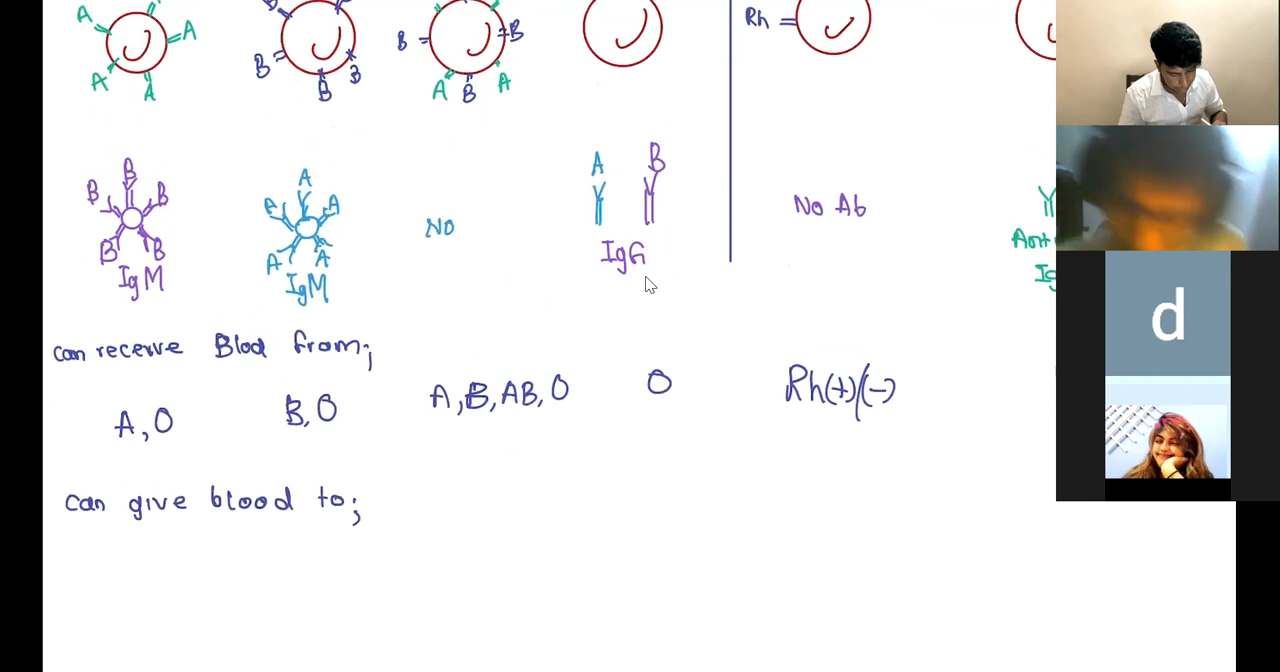 A A B B B A Rh
A A B 3 A
B A B
B B B A A A No A B No Ab
B B A A IgG
IgM IgM
can receive Blod from;
A, O B, O A, B, AB, O O Rh(+)/(-)
can give blood to;
d